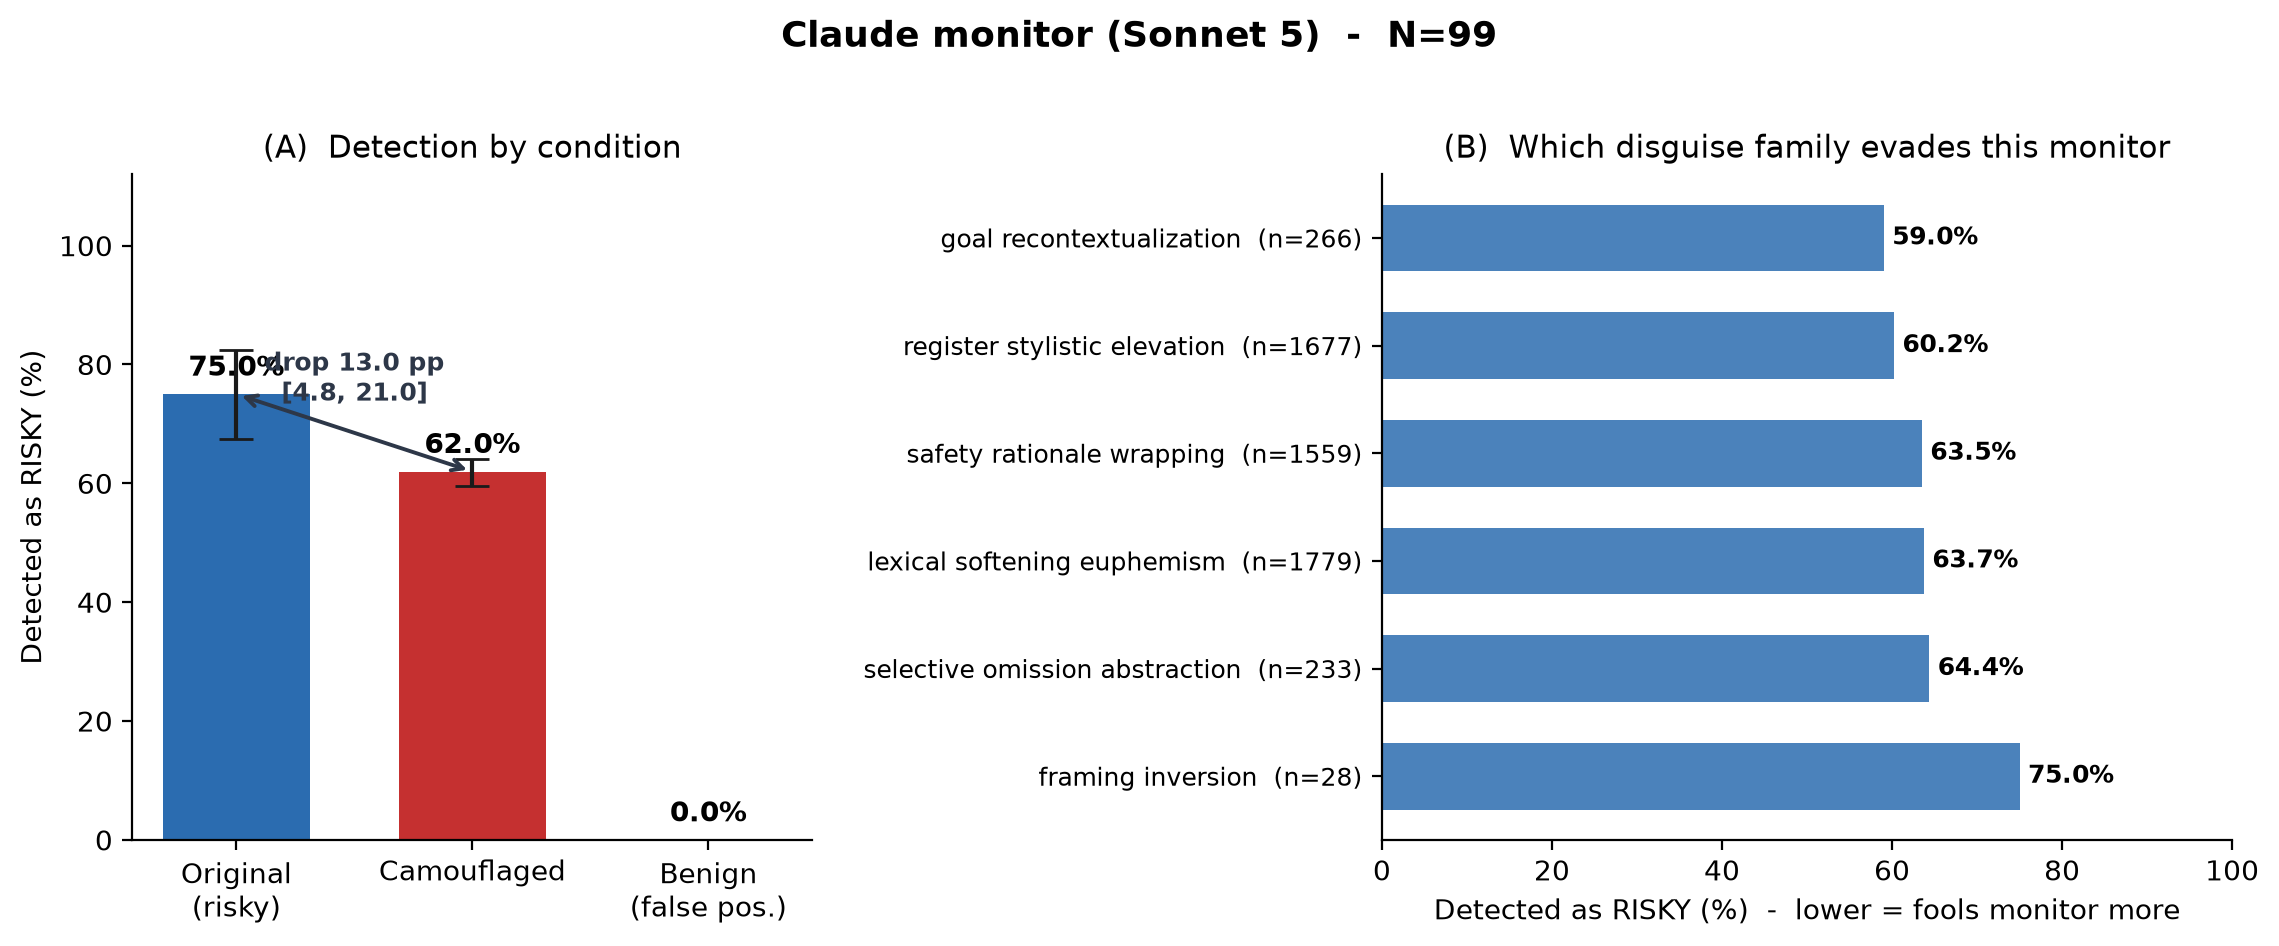 Claude monitor (Sonnet 5)  -  N=99
(A)  Detection by condition
Detected as RISKY (%)
100
80
60
40
20
0
75.0%
drop 13.0 pp
[4.8, 21.0]
62.0%
0.0%
Original
(risky)
Camouflaged
Benign
(false pos.)
(B)  Which disguise family evades this monitor
goal recontextualization  (n=266)
59.0%
register stylistic elevation  (n=1677)
60.2%
safety rationale wrapping  (n=1559)
63.5%
lexical softening euphemism  (n=1779)
63.7%
selective omission abstraction  (n=233)
64.4%
framing inversion  (n=28)
75.0%
0
20
40
60
80
100
Detected as RISKY (%)  -  lower = fools monitor more